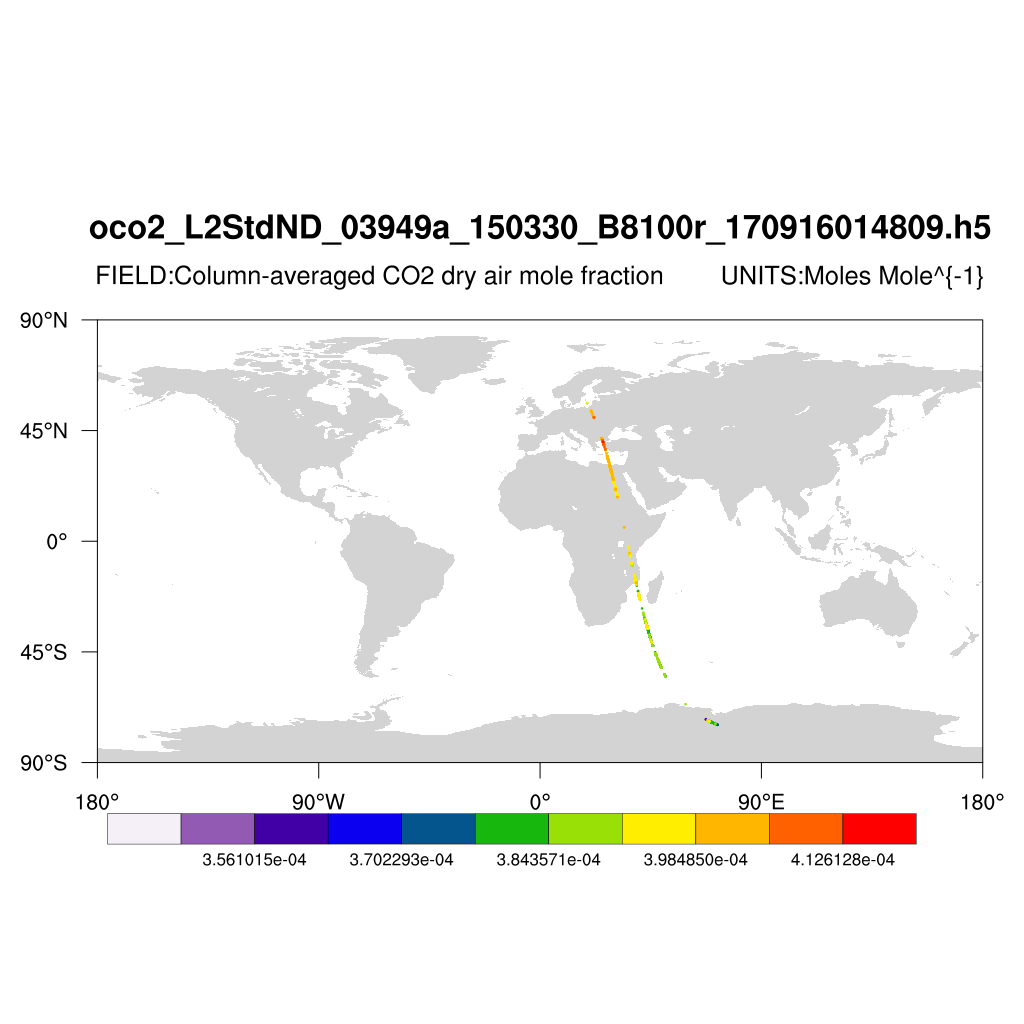 oco2_L2StdND_03949a_150330_B8100r_170916014809.h5
FIELD:Column-averaged CO2 dry air mole fraction UNITS:Moles Mole^{-1}
90°N
45°N
0°
45°S
90°S
180° 90°W 0° 90°E 180°
3.561015e-04 3.702293e-04 3.843571e-04 3.984850e-04 4.126128e-04